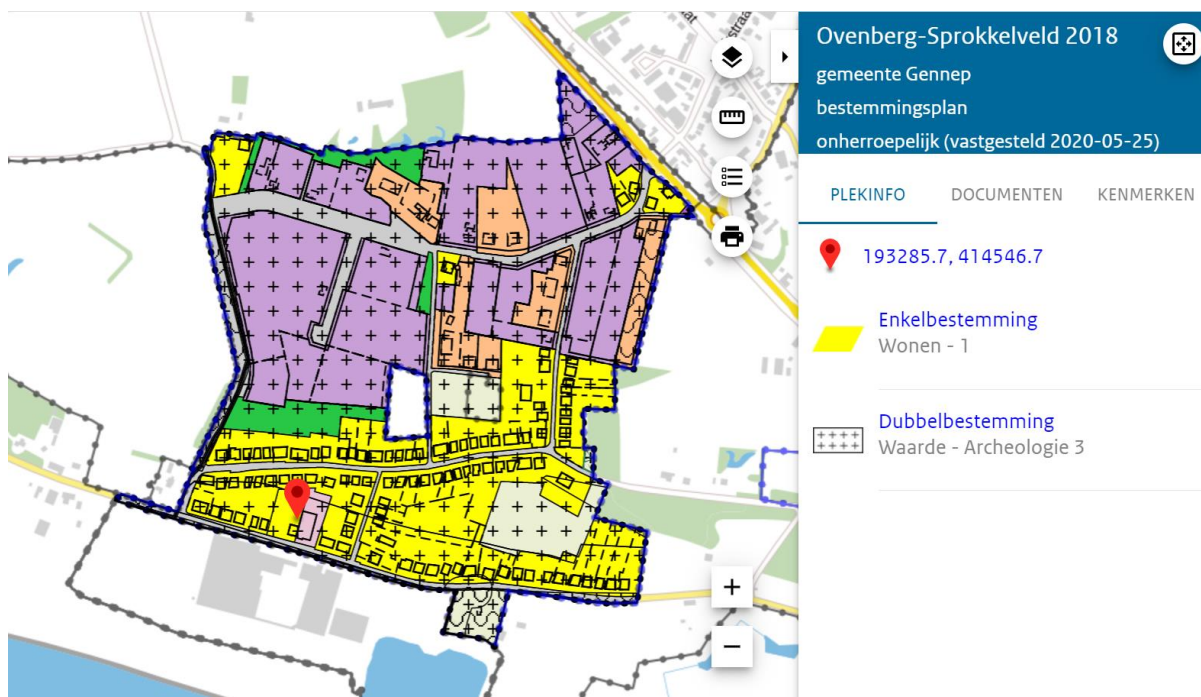 Ovenberg-Sprokkelveld 2018
gemeente Gennep
bestemmingsplan
onherroepelijk (vastgesteld 2020-05-25)
PLEKINFO DOCUMENTEN KENMERKEN
193285.7, 414546.7
Enkelbestemming
Wonen - 1
Dubbelbestemming
Waarde - Archeologie 3
+
−